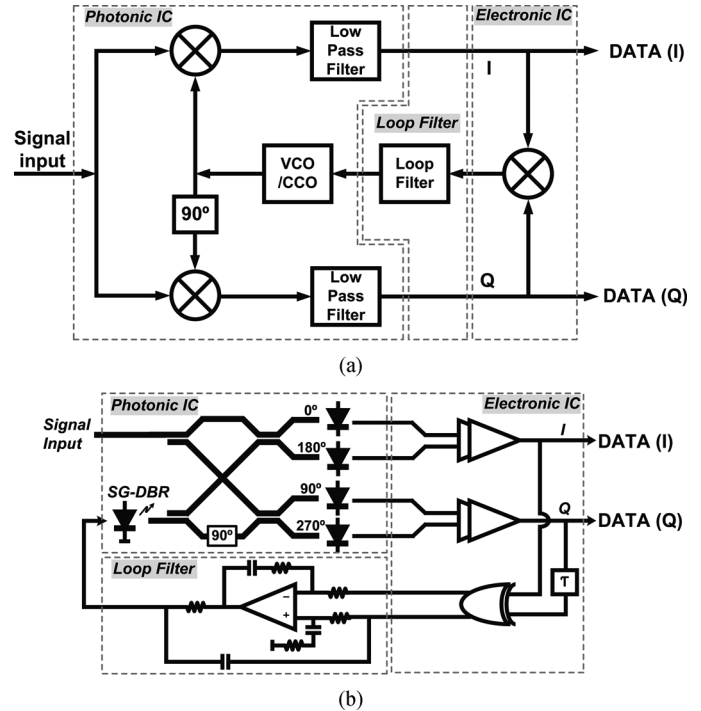 Photonic IC
Electronic IC
Low
Pass
Filter
DATA (I)
I
Signal
input
Loop Filter
VCO
/CCO
Loop
Filter
90º
Q
Low
Pass
Filter
DATA (Q)
(a)
Photonic IC
Electronic IC
Signal
Input
0º
I
DATA (I)
180º
SG-DBR
90º
Q
DATA (Q)
90º
270º
Loop Filter
τ
−
+
(b)